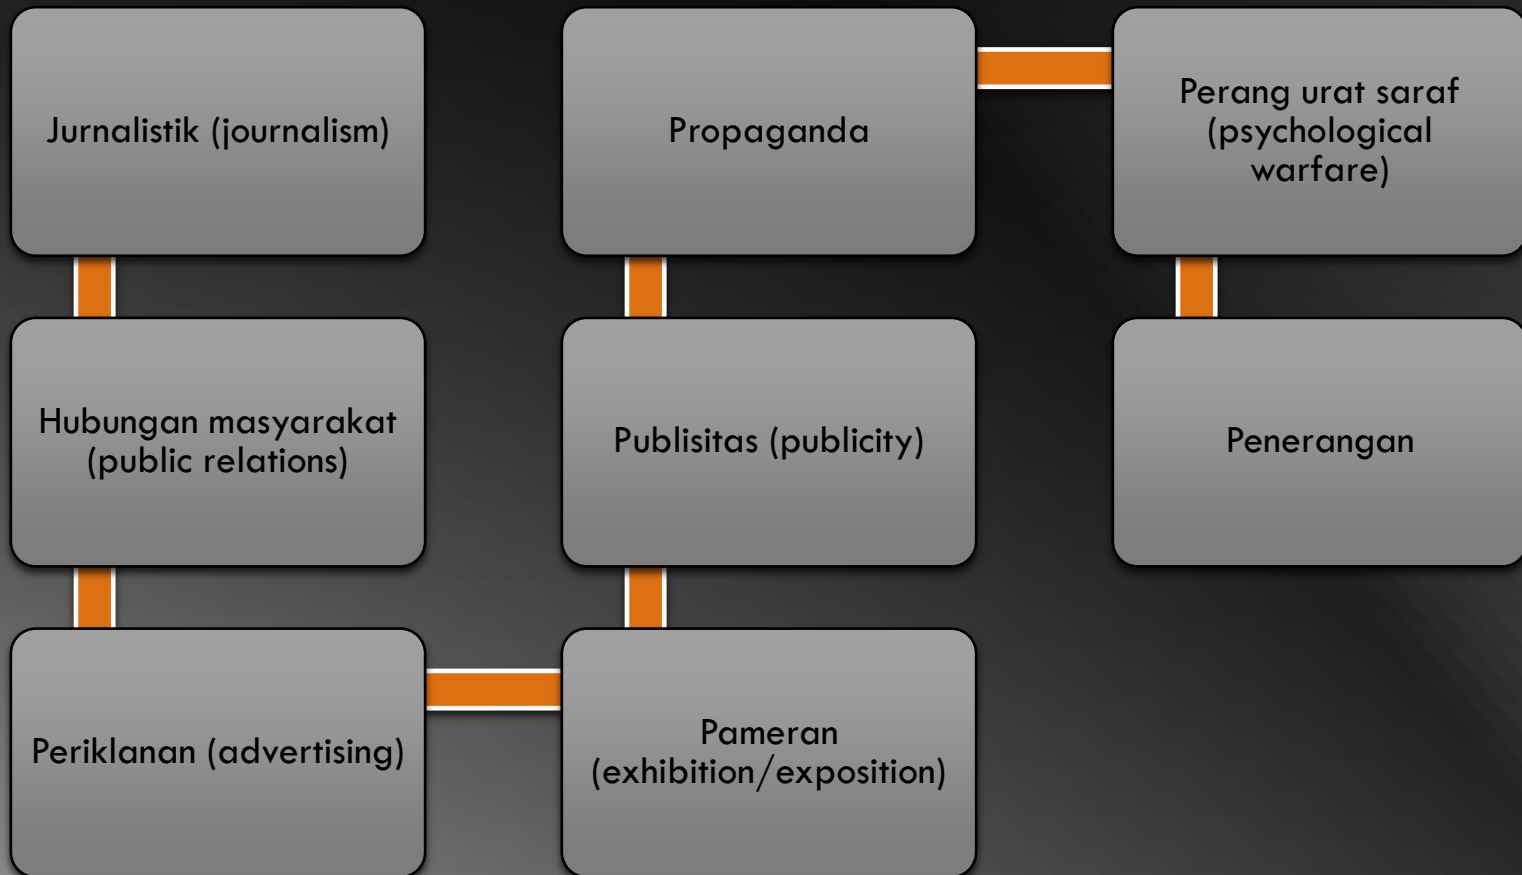 Jurnalistik (journalism)
Hubungan masyarakat
(public relations)
Periklanan (advertising)
Pameran
(exhibition/exposition)
Publisitas (publicity)
Propaganda
Perang urat saraf
(psychological
warfare)
Penerangan